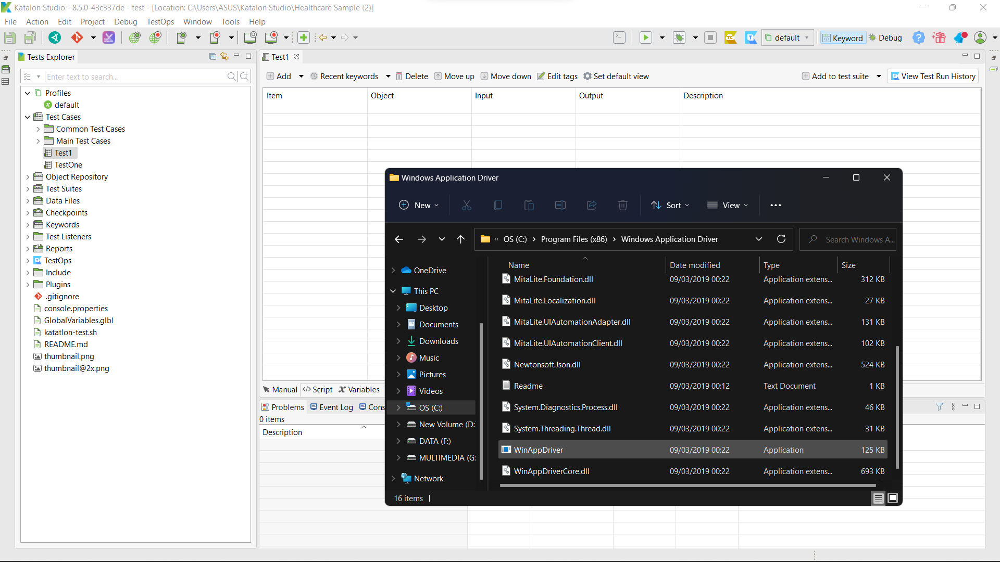 Katalon Studio - 8.5.0-43c337de - test - [Location: C:\Users\ASUS\Katalon Studio\Healthcare Sample (2)]
File Action Edit Project Debug TestOps Window Tools Help
default Keyword Debug
Tests Explorer
Enter text to search...
Profiles
default
Test Cases
Common Test Cases
Main Test Cases
Test1
TestOne
Object Repository
Test Suites
Data Files
Checkpoints
Keywords
Test Listeners
Reports
TestOps
Include
Plugins
.gitignore
console.properties
GlobalVariables.glbl
katatlon-test.sh
README.md
thumbnail.png
thumbnail@2x.png
Test1
Add Recent keywords Delete Move up Move down Edit tags Set default view Add to test suite View Test Run History
Item Object Input Output Description
Manual </> Script Variables
Problems Event Log Cons
0 items
Description
Windows Application Driver
New Sort View
« OS (C:) › Program Files (x86) › Windows Application Driver
Search Windows A...
OneDrive
This PC
Desktop
Documents
Downloads
Music
Pictures
Videos
OS (C:)
New Volume (D:
DATA (F:)
MULTIMEDIA (G:
Network
Name Date modified Type Size
MitaLite.Foundation.dll 09/03/2019 00:22 Application extens... 312 KB
MitaLite.Localization.dll 09/03/2019 00:22 Application extens... 27 KB
MitaLite.UIAutomationAdapter.dll 09/03/2019 00:22 Application extens... 131 KB
MitaLite.UIAutomationClient.dll 09/03/2019 00:22 Application extens... 102 KB
Newtonsoft.Json.dll 09/03/2019 00:22 Application extens... 524 KB
Readme 09/03/2019 00:12 Text Document 1 KB
System.Diagnostics.Process.dll 09/03/2019 00:22 Application extens... 46 KB
System.Threading.Thread.dll 09/03/2019 00:22 Application extens... 31 KB
WinAppDriver 09/03/2019 00:22 Application 125 KB
WinAppDriverCore.dll 09/03/2019 00:22 Application extens... 693 KB
16 items